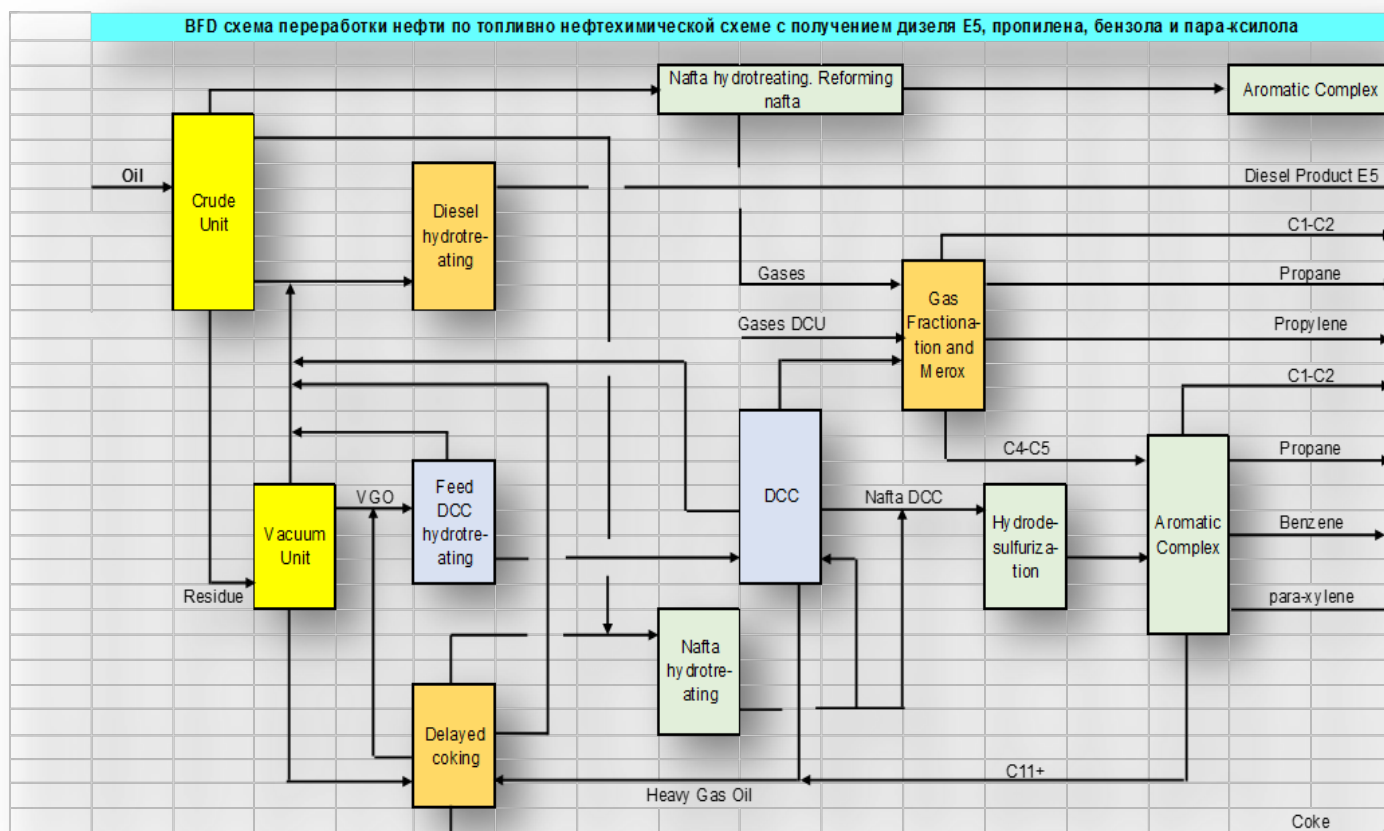 BFD схема переработки нефти по топливно нефтехимической схеме с получением дизеля Е5, пропилена, бензола и пара-ксилола
Nafta hydrotreating. Reforming
nafta
Aromatic Complex
Oil
Crude
Unit
Diesel
hydrotre-
ating
Diesel Product E5
C1-C2
Gases
Propane
Gas
Fractiona-
tion and
Merox
Gases DCU
Propylene
C1-C2
C4-C5
Propane
VGO
Feed
DCC
hydrotre-
ating
DCC
Nafta DCC
Hydrode-
sulfuriza-
tion
Aromatic
Complex
Benzene
Vacuum
Unit
Residue
para-xylene
Nafta
hydrotre-
ating
Delayed
coking
C11+
Heavy Gas Oil
Coke